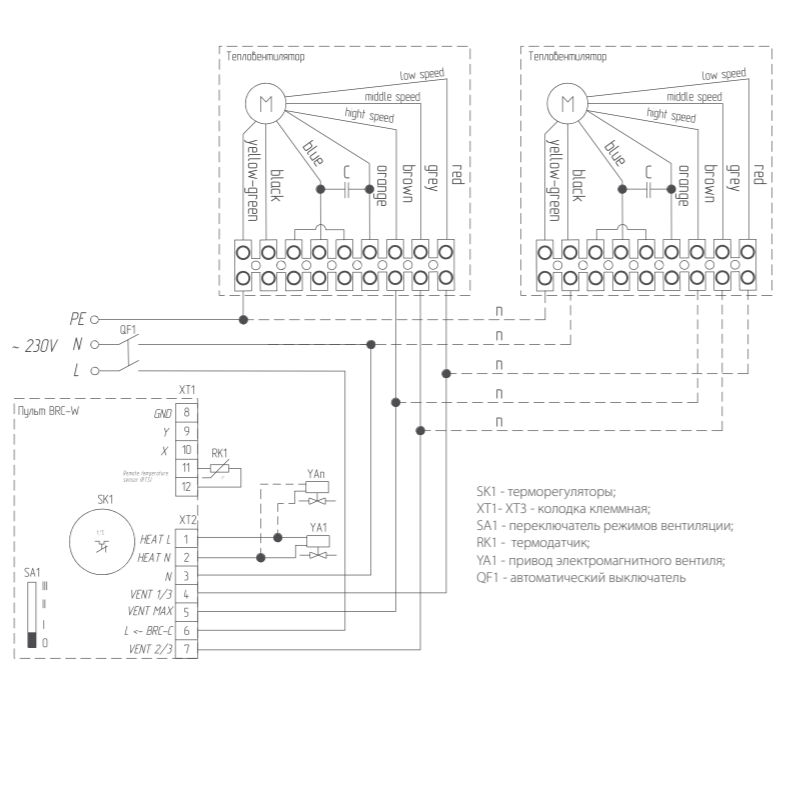 Тепловентилятор
low speed
middle speed
hight speed
M
yellow-green
black
blue
C
orange
brown
grey
red
Тепловентилятор
low speed
middle speed
hight speed
M
yellow-green
black
blue
C
orange
brown
grey
red
PE
n
QF1
~ 230V
N
n
L
n
n
n
Пульт BRC-W
XT1
GND 8
Y 9
X 10
11
12
RK1
Remote temperature
sensor (RTS)
SK1
XT2
HEAT L 1
HEAT N 2
N 3
VENT 1/3 4
VENT MAX 5
L <- BRC-C 6
VENT 2/3 7
YAn
YA1
SA1
III
II
I
0
SK1 - терморегуляторы;
XT1- XT3 - колодка клеммная;
SA1 - переключатель режимов вентиляции;
RK1 - термодатчик;
YA1 - привод электромагнитного вентиля;
QF1 - автоматический выключатель